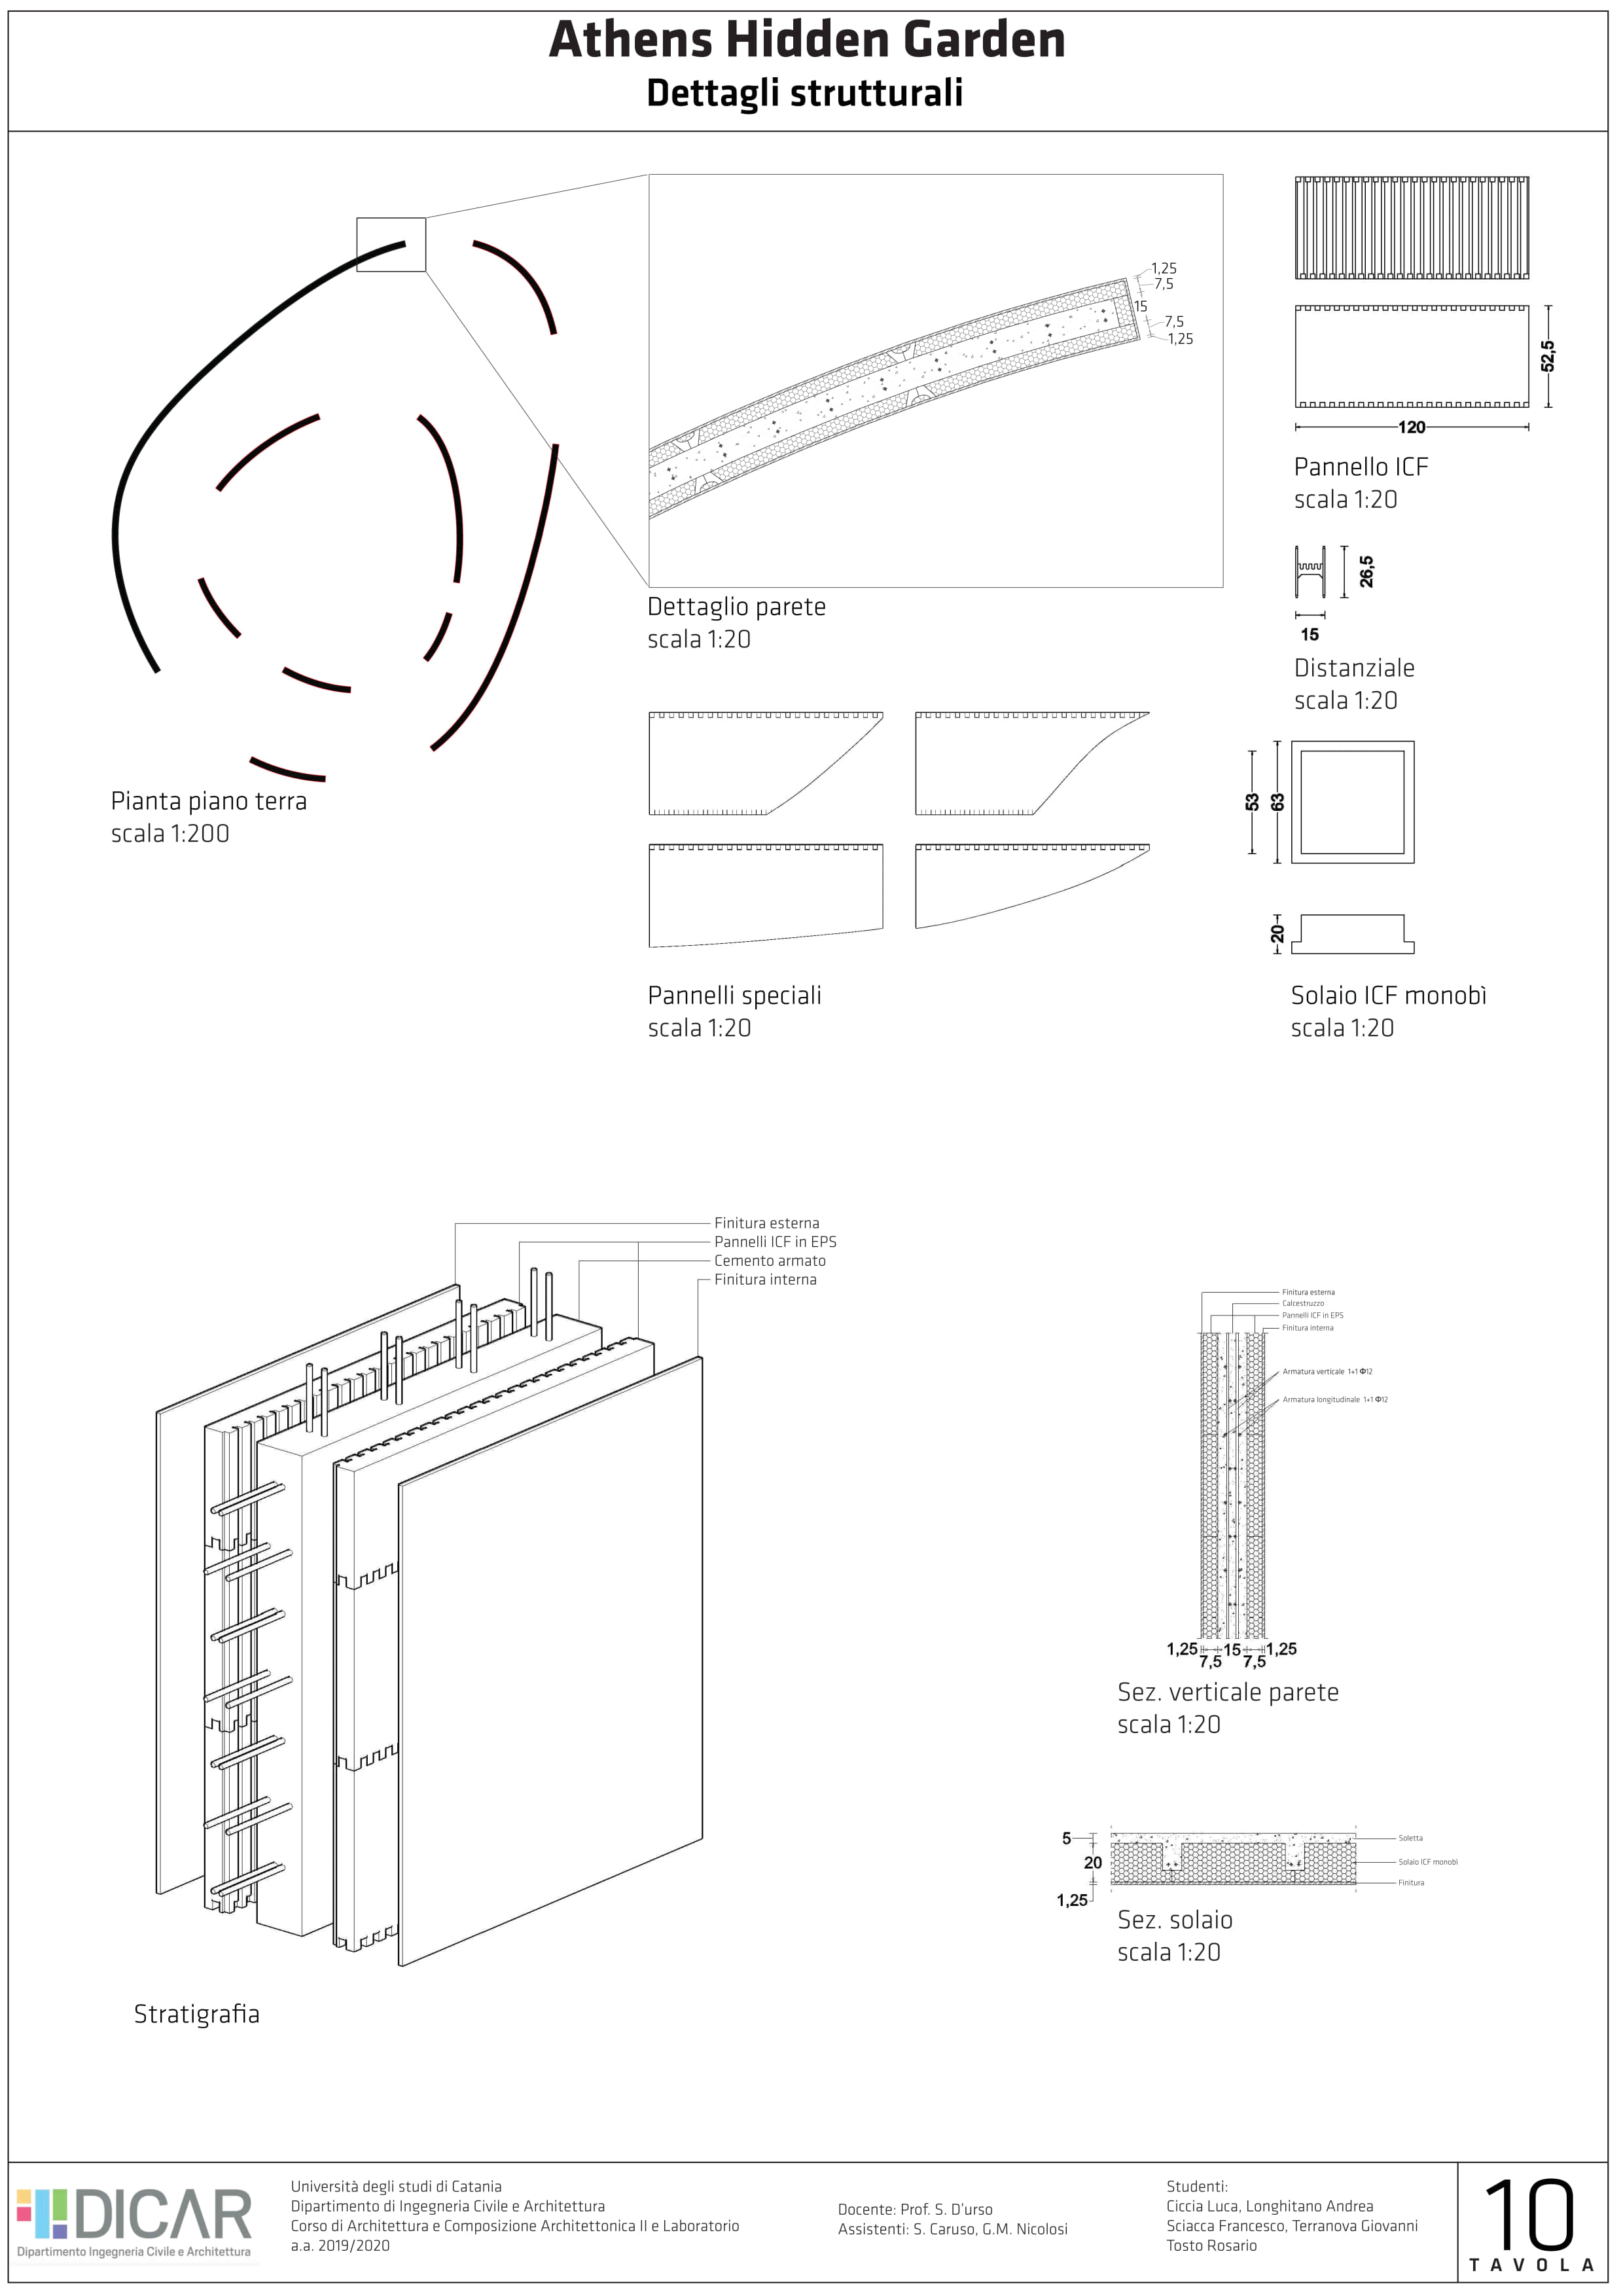 Athens Hidden Garden
Dettagli strutturali
1,25
7,5
15
7,5
1,25
Dettaglio parete
scala 1:20
52,5
120
Pannello ICF
scala 1:20
26,5
15
Distanziale
scala 1:20
Pianta piano terra
scala 1:200
Pannelli speciali
scala 1:20
53
63
20
Solaio ICF monobì
scala 1:20
Finitura esterna
Pannelli ICF in EPS
Cemento armato
Finitura interna
Stratigrafia
Finitura esterna
Calcestruzzo
Pannelli ICF in EPS
Finitura interna
Armatura verticale 1+1 Φ12
Armatura longitudinale 1+1 Φ12
1,25 15 1,25
7,5 7,5
Sez. verticale parete
scala 1:20
5
20
1,25
Soletta
Solaio ICF monobì
Finitura
Sez. solaio
scala 1:20
DICAR
Dipartimento Ingegneria Civile e Architettura
Università degli studi di Catania
Dipartimento di Ingegneria Civile e Architettura
Corso di Architettura e Composizione Architettonica II e Laboratorio
a.a. 2019/2020
Docente: Prof. S. D'urso
Assistenti: S. Caruso, G.M. Nicolosi
Studenti:
Ciccia Luca, Longhitano Andrea
Sciacca Francesco, Terranova Giovanni
Tosto Rosario
10
TAVOLA